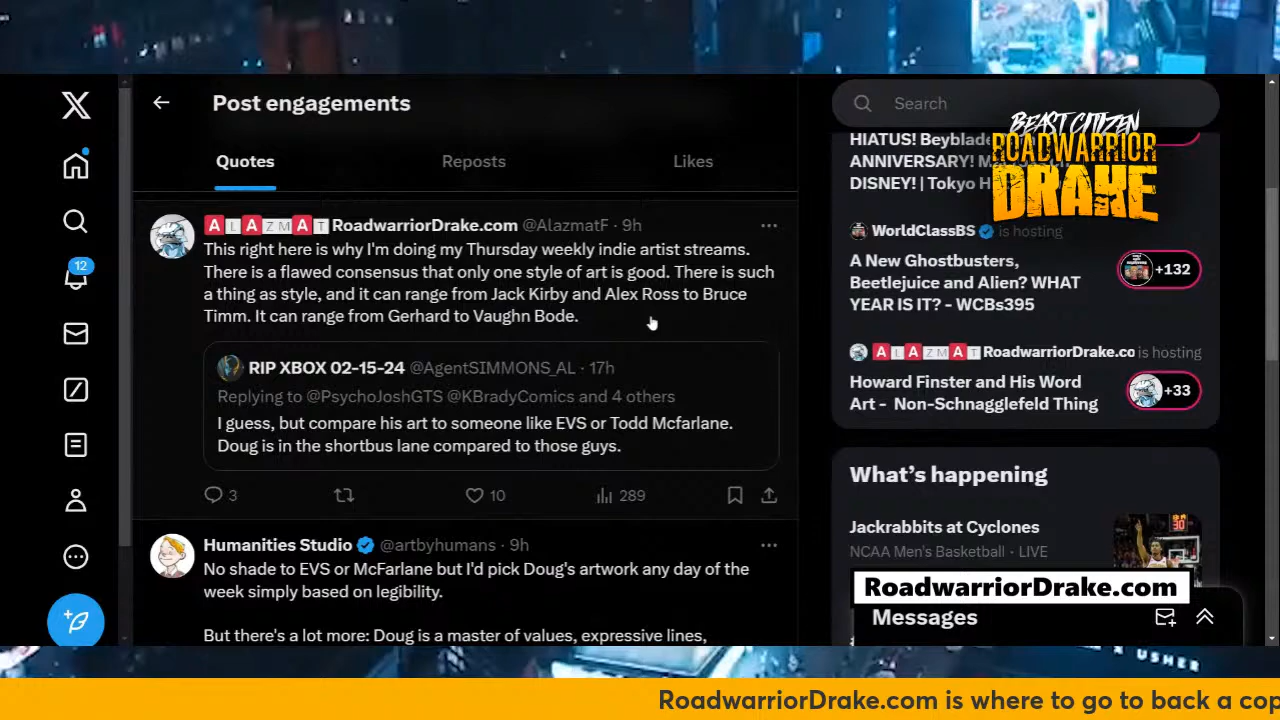 Post engagements
Quotes
Reposts
Likes
ALAZMAT RoadwarriorDrake.com @AlazmatF · 9h
This right here is why I'm doing my Thursday weekly indie artist streams.
There is a flawed consensus that only one style of art is good. There is such
a thing as style, and it can range from Jack Kirby and Alex Ross to Bruce
Timm. It can range from Gerhard to Vaughn Bode.
RIP XBOX 02-15-24 @AgentSIMMONS_AL · 17h
Replying to @PsychoJoshGTS @KBradyComics and 4 others
I guess, but compare his art to someone like EVS or Todd Mcfarlane.
Doug is in the shortbus lane compared to those guys.
3
10
289
Humanities Studio @artbyhumans · 9h
No shade to EVS or McFarlane but I'd pick Doug's artwork any day of the
week simply based on legibility.
But there's a lot more: Doug is a master of values, expressive lines,
12
Search
BEAST CITIZEN
ROADWARRIOR
DRAKE
HIATUS! Beyblade
ANNIVERSARY!
DISNEY! | Tokyo
WorldClassBS is hosting
A New Ghostbusters,
Beetlejuice and Alien? WHAT
YEAR IS IT? - WCBs395
+132
ALAZMAT RoadwarriorDrake.co is hosting
Howard Finster and His Word
Art - Non-Schnagglefeld Thing
+33
What's happening
Jackrabbits at Cyclones
NCAA Men's Basketball · LIVE
RoadwarriorDrake.com
Messages
USHER
RoadwarriorDrake.com is where to go to back a cop